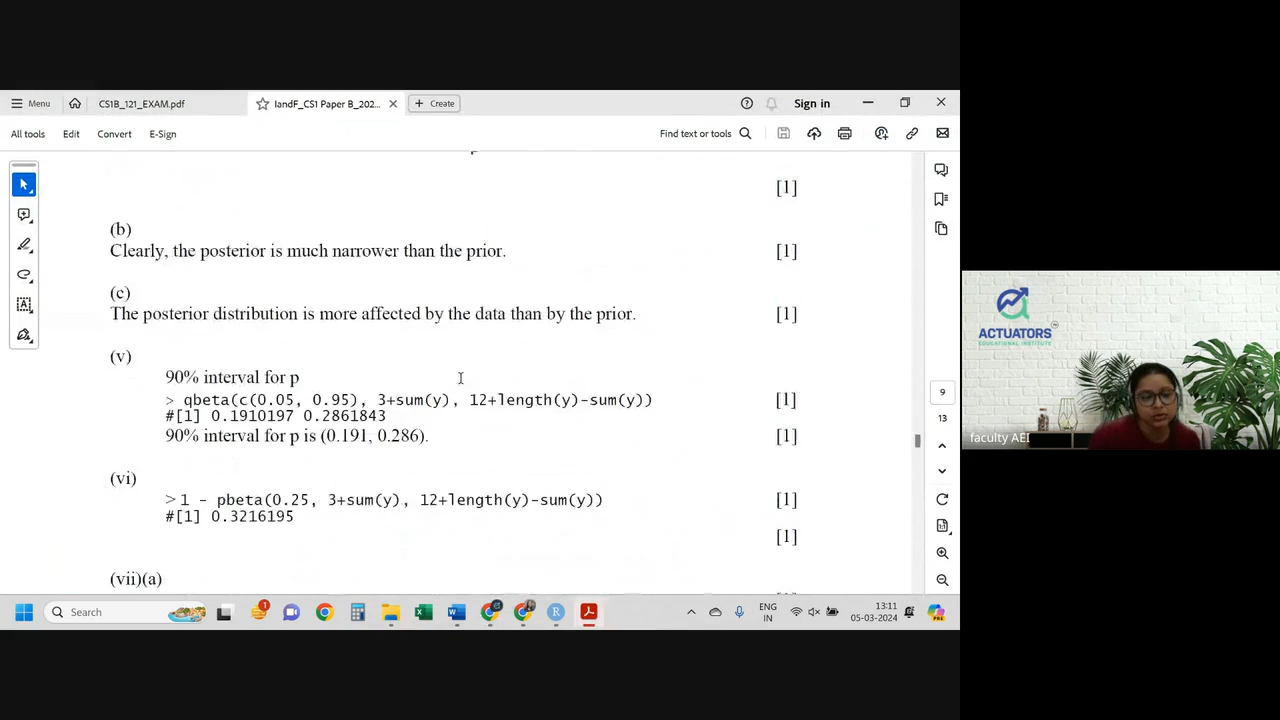 Menu
CS1B_121_EXAM.pdf
IandF_CS1 Paper B_202...
Create
Sign in
All tools
Edit
Convert
E-Sign
Find text or tools
[1]
(b)
Clearly, the posterior is much narrower than the prior. [1]
(c)
The posterior distribution is more affected by the data than by the prior. [1]
(v)
90% interval for p
> qbeta(c(0.05, 0.95), 3+sum(y), 12+length(y)-sum(y)) [1]
#[1] 0.1910197 0.2861843
90% interval for p is (0.191, 0.286). [1]
(vi)
> 1 - pbeta(0.25, 3+sum(y), 12+length(y)-sum(y)) [1]
#[1] 0.3216195
[1]
(vii)(a)
9
13
ACTUATORS
EDUCATIONAL INSTITUTE
faculty AEI
Search
1
ENG
IN
13:11
05-03-2024
PRE